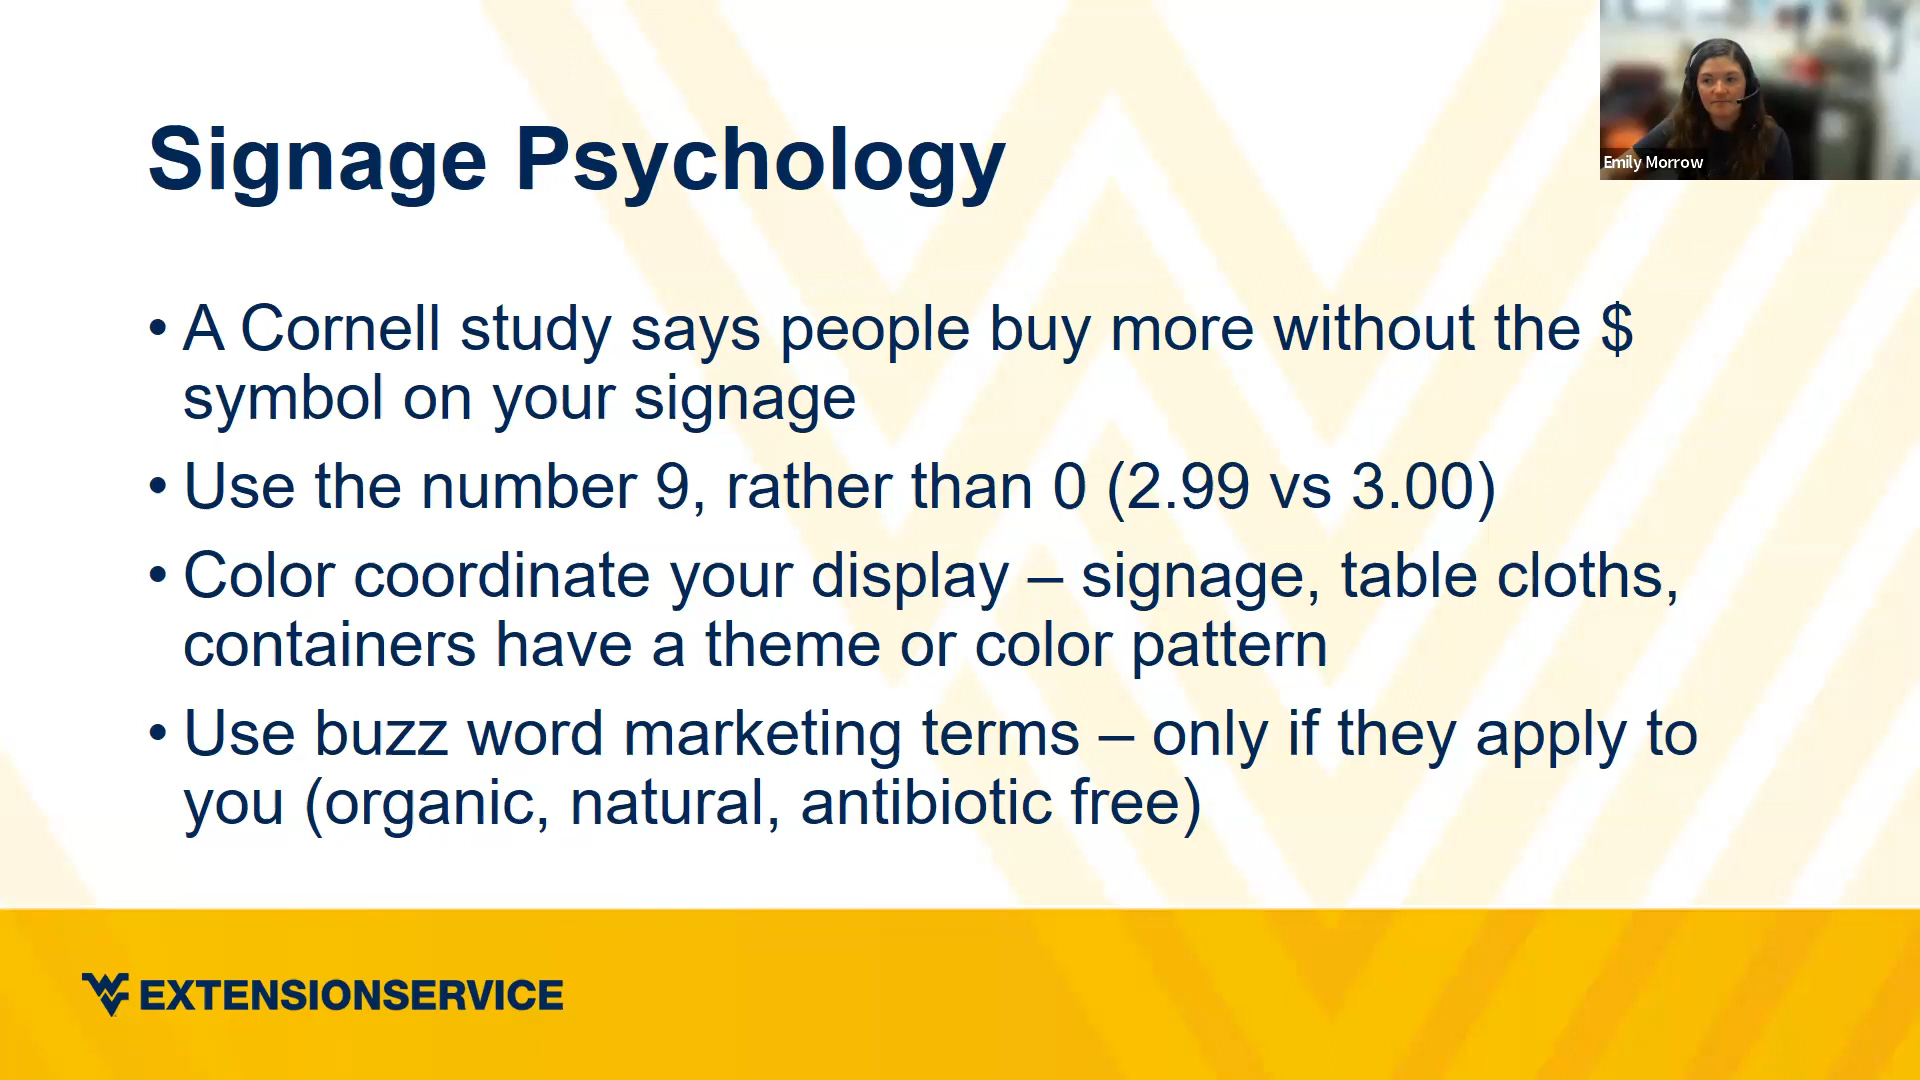 Signage Psychology
Emily Morrow
• A Cornell study says people buy more without the $
symbol on your signage
• Use the number 9, rather than 0 (2.99 vs 3.00)
• Color coordinate your display – signage, table cloths,
containers have a theme or color pattern
• Use buzz word marketing terms – only if they apply to
you (organic, natural, antibiotic free)
WV EXTENSIONSERVICE